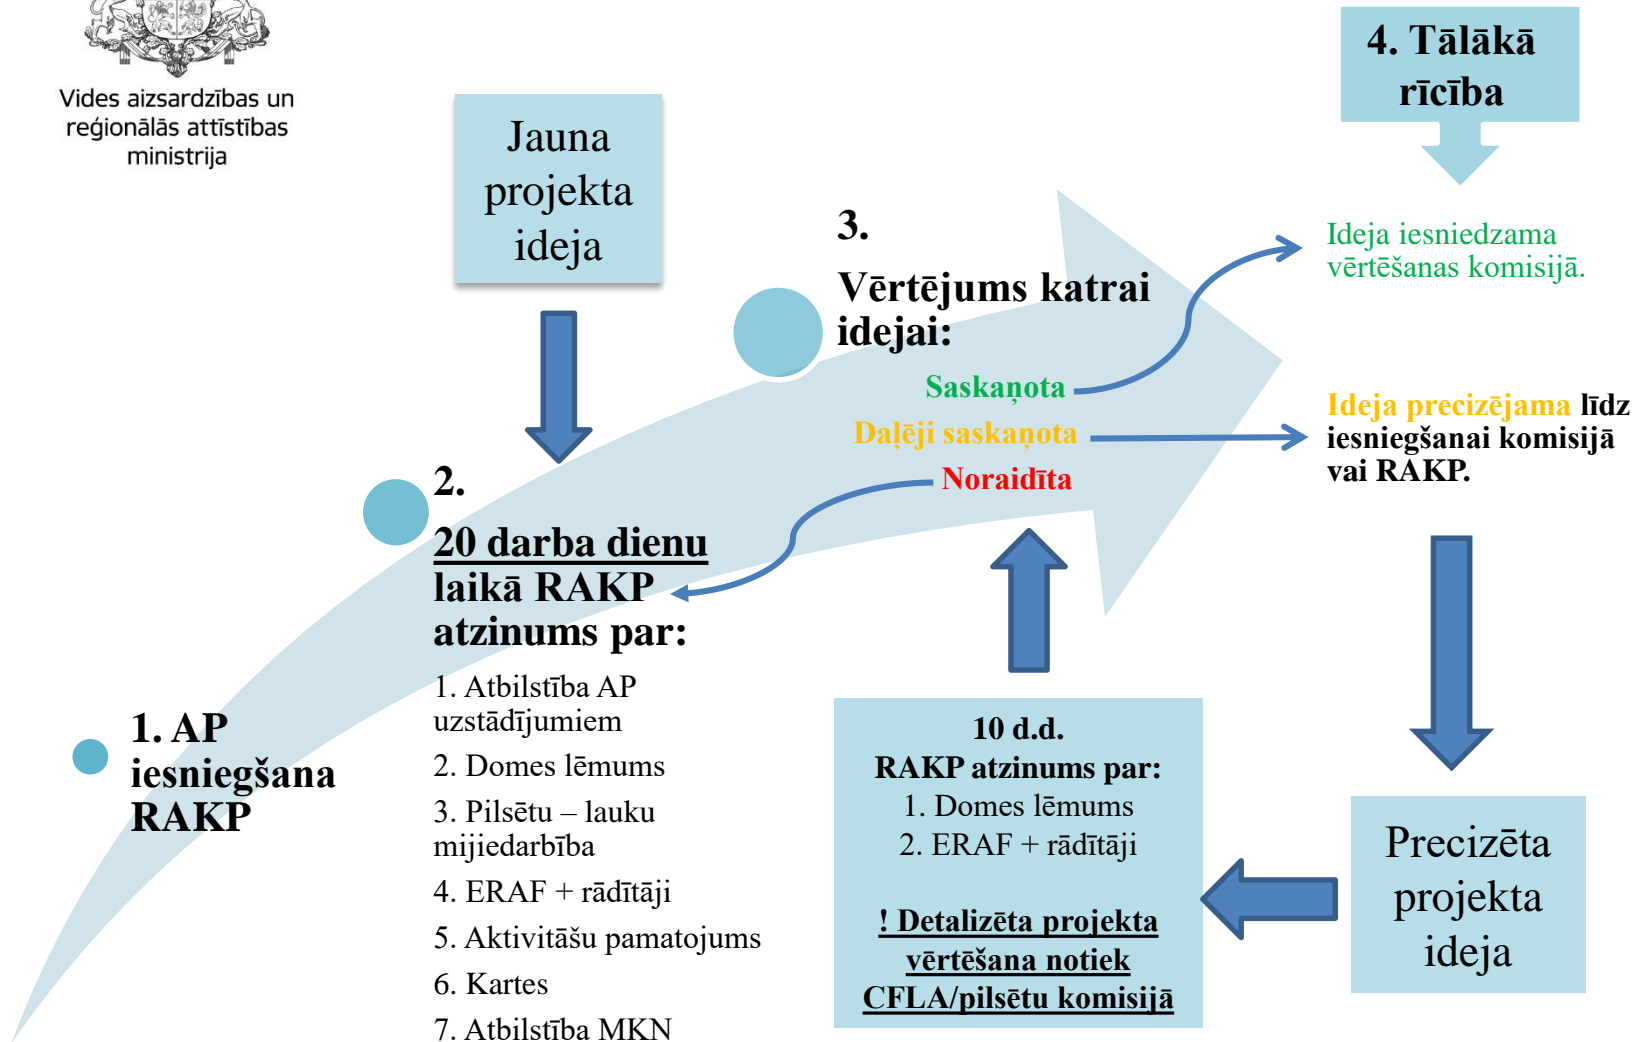 Vides aizsardzības un
reģionālās attīstības
ministrija
Jauna
projekta
ideja
4. Tālākā
rīcība
1. AP
iesniegšana
RAKP
2.
20 darba dienu
laikā RAKP
atzinums par:
1. Atbilstība AP
uzstādījumiem
2. Domes lēmums
3. Pilsētu – lauku
mijiedarbība
4. ERAF + rādītāji
5. Aktivitāšu pamatojums
6. Kartes
7. Atbilstība MKN
3.
Vērtējums katrai
idejai:
Saskaņota
Daļēji saskaņota
Noraidīta
Ideja iesniedzama
vērtēšanas komisijā.
Ideja precizējama līdz
iesniegšanai komisijā
vai RAKP.
10 d.d.
RAKP atzinums par:
1. Domes lēmums
2. ERAF + rādītāji
! Detalizēta projekta
vērtēšana notiek
CFLA/pilsētu komisijā
Precizēta
projekta
ideja